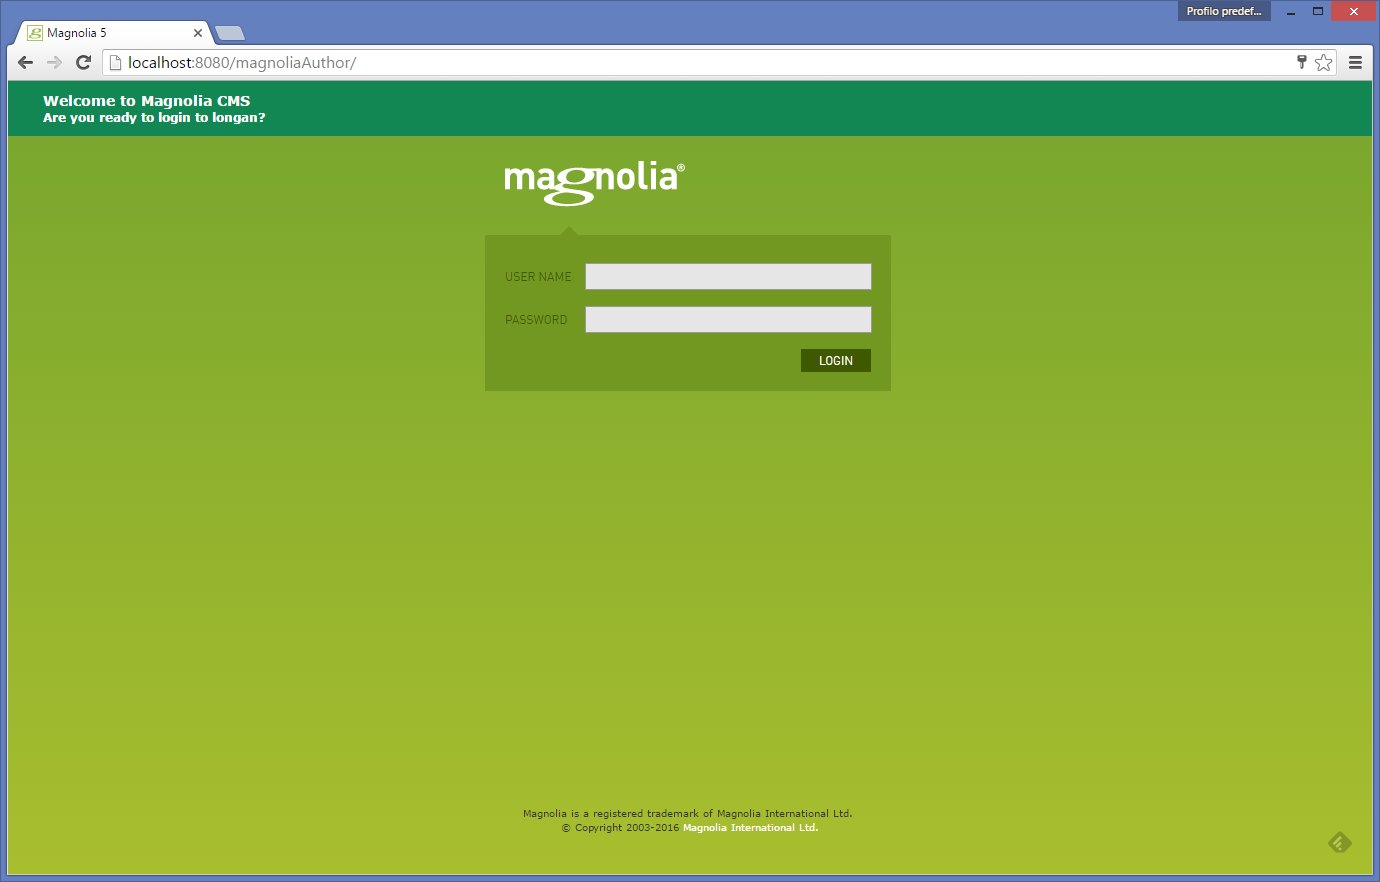 Profilo predef...
Magnolia 5
localhost:8080/magnoliaAuthor/
Welcome to Magnolia CMS
Are you ready to login to longan?
magnolia®
USER NAME
PASSWORD
LOGIN
Magnolia is a registered trademark of Magnolia International Ltd.
© Copyright 2003-2016 Magnolia International Ltd.